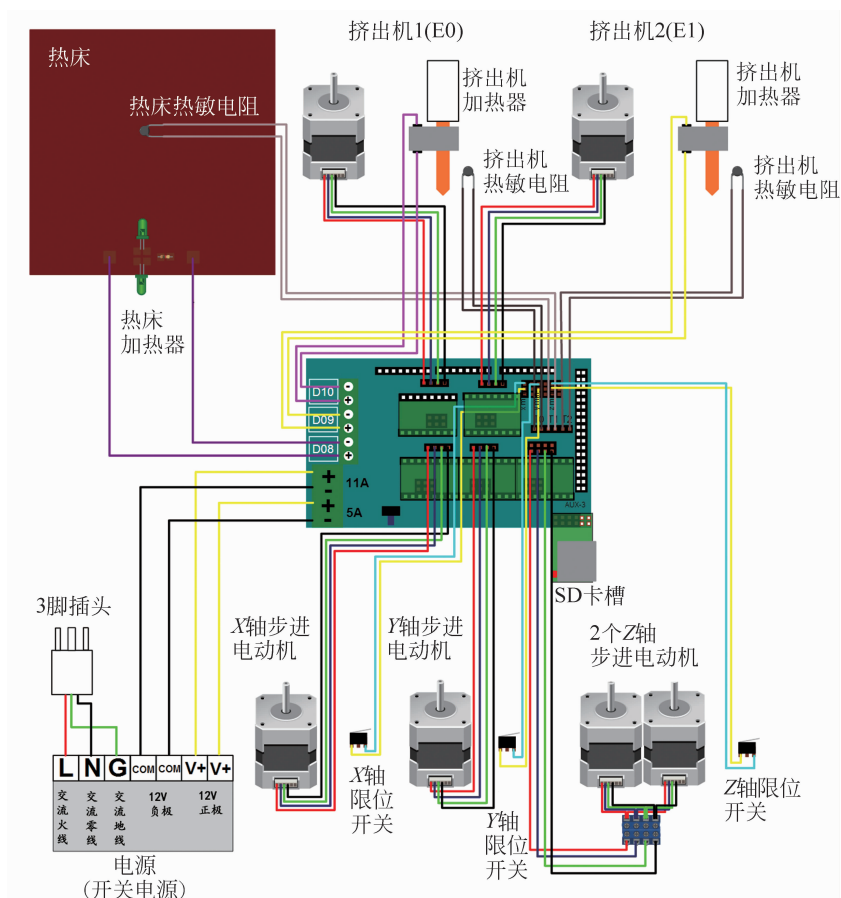 挤出机1(E0)
挤出机2(E1)
热床
热床热敏电阻
挤出机
加热器
挤出机
热敏电阻
挤出机
加热器
挤出机
热敏电阻
热床
加热器
D10
D09
D08
-
+
-
+
-
+
+
-
11A
+
-
5A
T0
T1
T2
AUX-3
SD卡槽
3脚插头
X轴步进
电动机
Y轴步进
电动机
2个Z轴
步进电动机
X轴
限位
开关
Y轴
限位
开关
Z轴限位
开关
L
N
G
COM
COM
V+
V+
交流火线
交流零线
交流地线
12V
负极
12V
正极
电源
(开关电源)